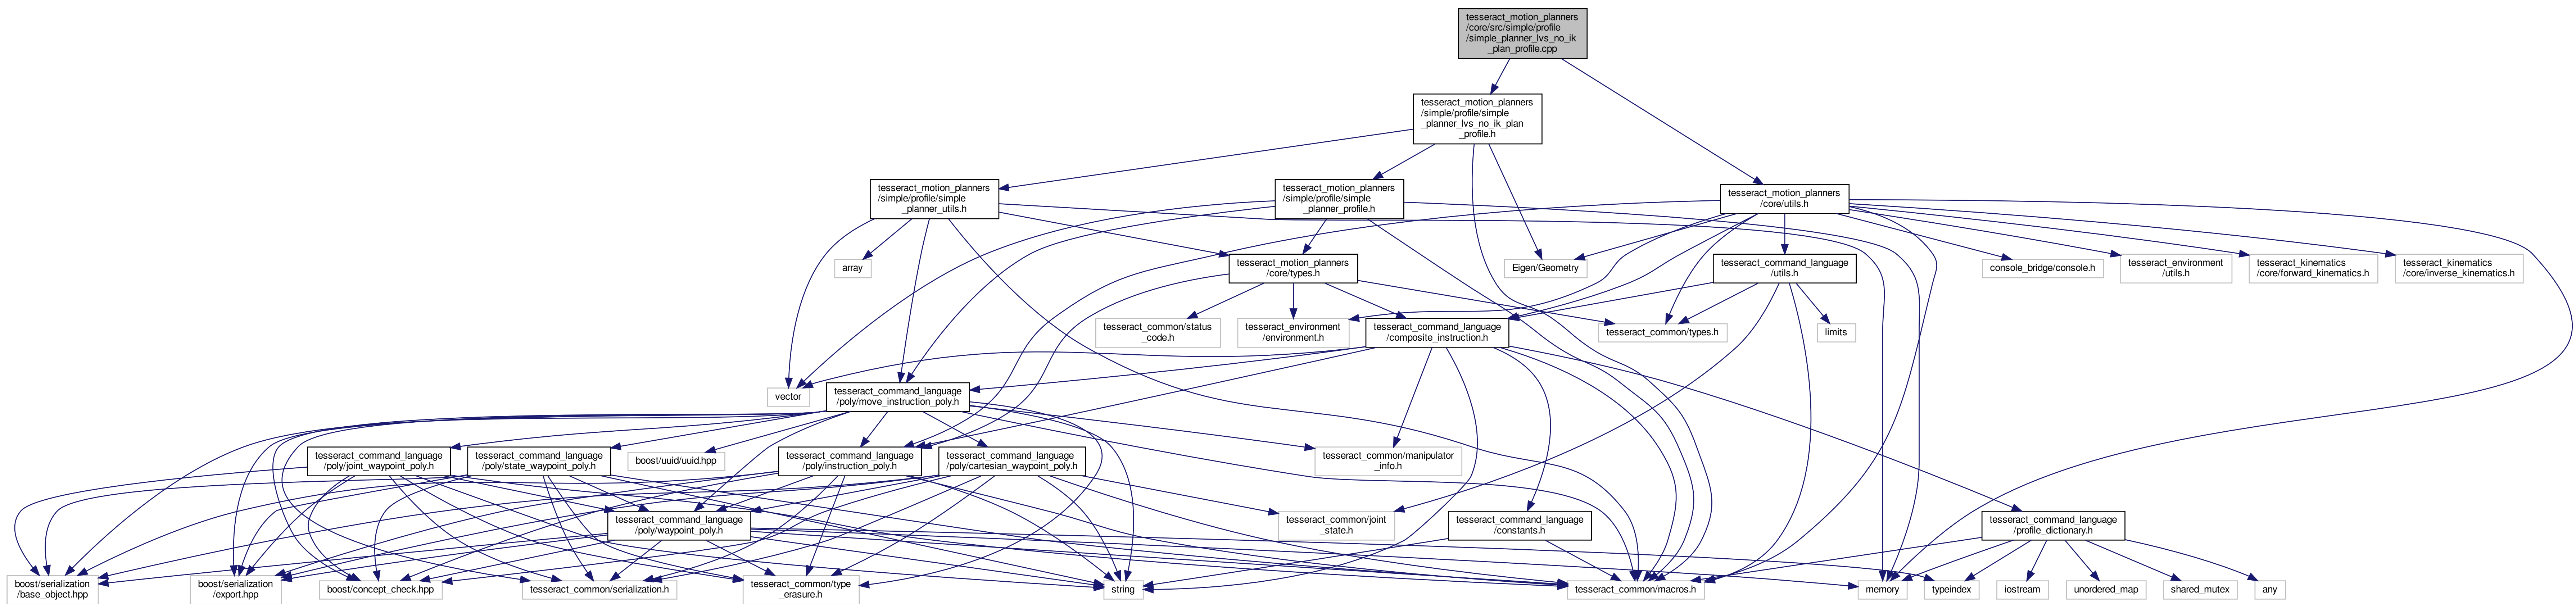 tesseract_motion_planners
/core/src/simple/profile
/simple_planner_lvs_no_ik
_plan_profile.cpp
tesseract_motion_planners
/simple/profile/simple
_planner_lvs_no_ik_plan
_profile.h
tesseract_motion_planners
/simple/profile/simple
_planner_utils.h
tesseract_motion_planners
/simple/profile/simple
_planner_profile.h
tesseract_motion_planners
/core/utils.h
array
tesseract_motion_planners
/core/types.h
Eigen/Geometry
tesseract_command_language
/utils.h
console_bridge/console.h
tesseract_environment
/utils.h
tesseract_kinematics
/core/forward_kinematics.h
tesseract_kinematics
/core/inverse_kinematics.h
tesseract_common/status
_code.h
tesseract_environment
/environment.h
tesseract_command_language
/composite_instruction.h
tesseract_common/types.h
limits
vector
tesseract_command_language
/poly/move_instruction_poly.h
tesseract_command_language
/poly/joint_waypoint_poly.h
tesseract_command_language
/poly/state_waypoint_poly.h
boost/uuid/uuid.hpp
tesseract_command_language
/poly/instruction_poly.h
tesseract_command_language
/poly/cartesian_waypoint_poly.h
tesseract_common/manipulator
_info.h
tesseract_command_language
/poly/waypoint_poly.h
tesseract_common/joint
_state.h
tesseract_command_language
/constants.h
tesseract_command_language
/profile_dictionary.h
boost/serialization
/base_object.hpp
boost/serialization
/export.hpp
boost/concept_check.hpp
tesseract_common/serialization.h
tesseract_common/type
_erasure.h
string
tesseract_common/macros.h
memory
typeindex
iostream
unordered_map
shared_mutex
any